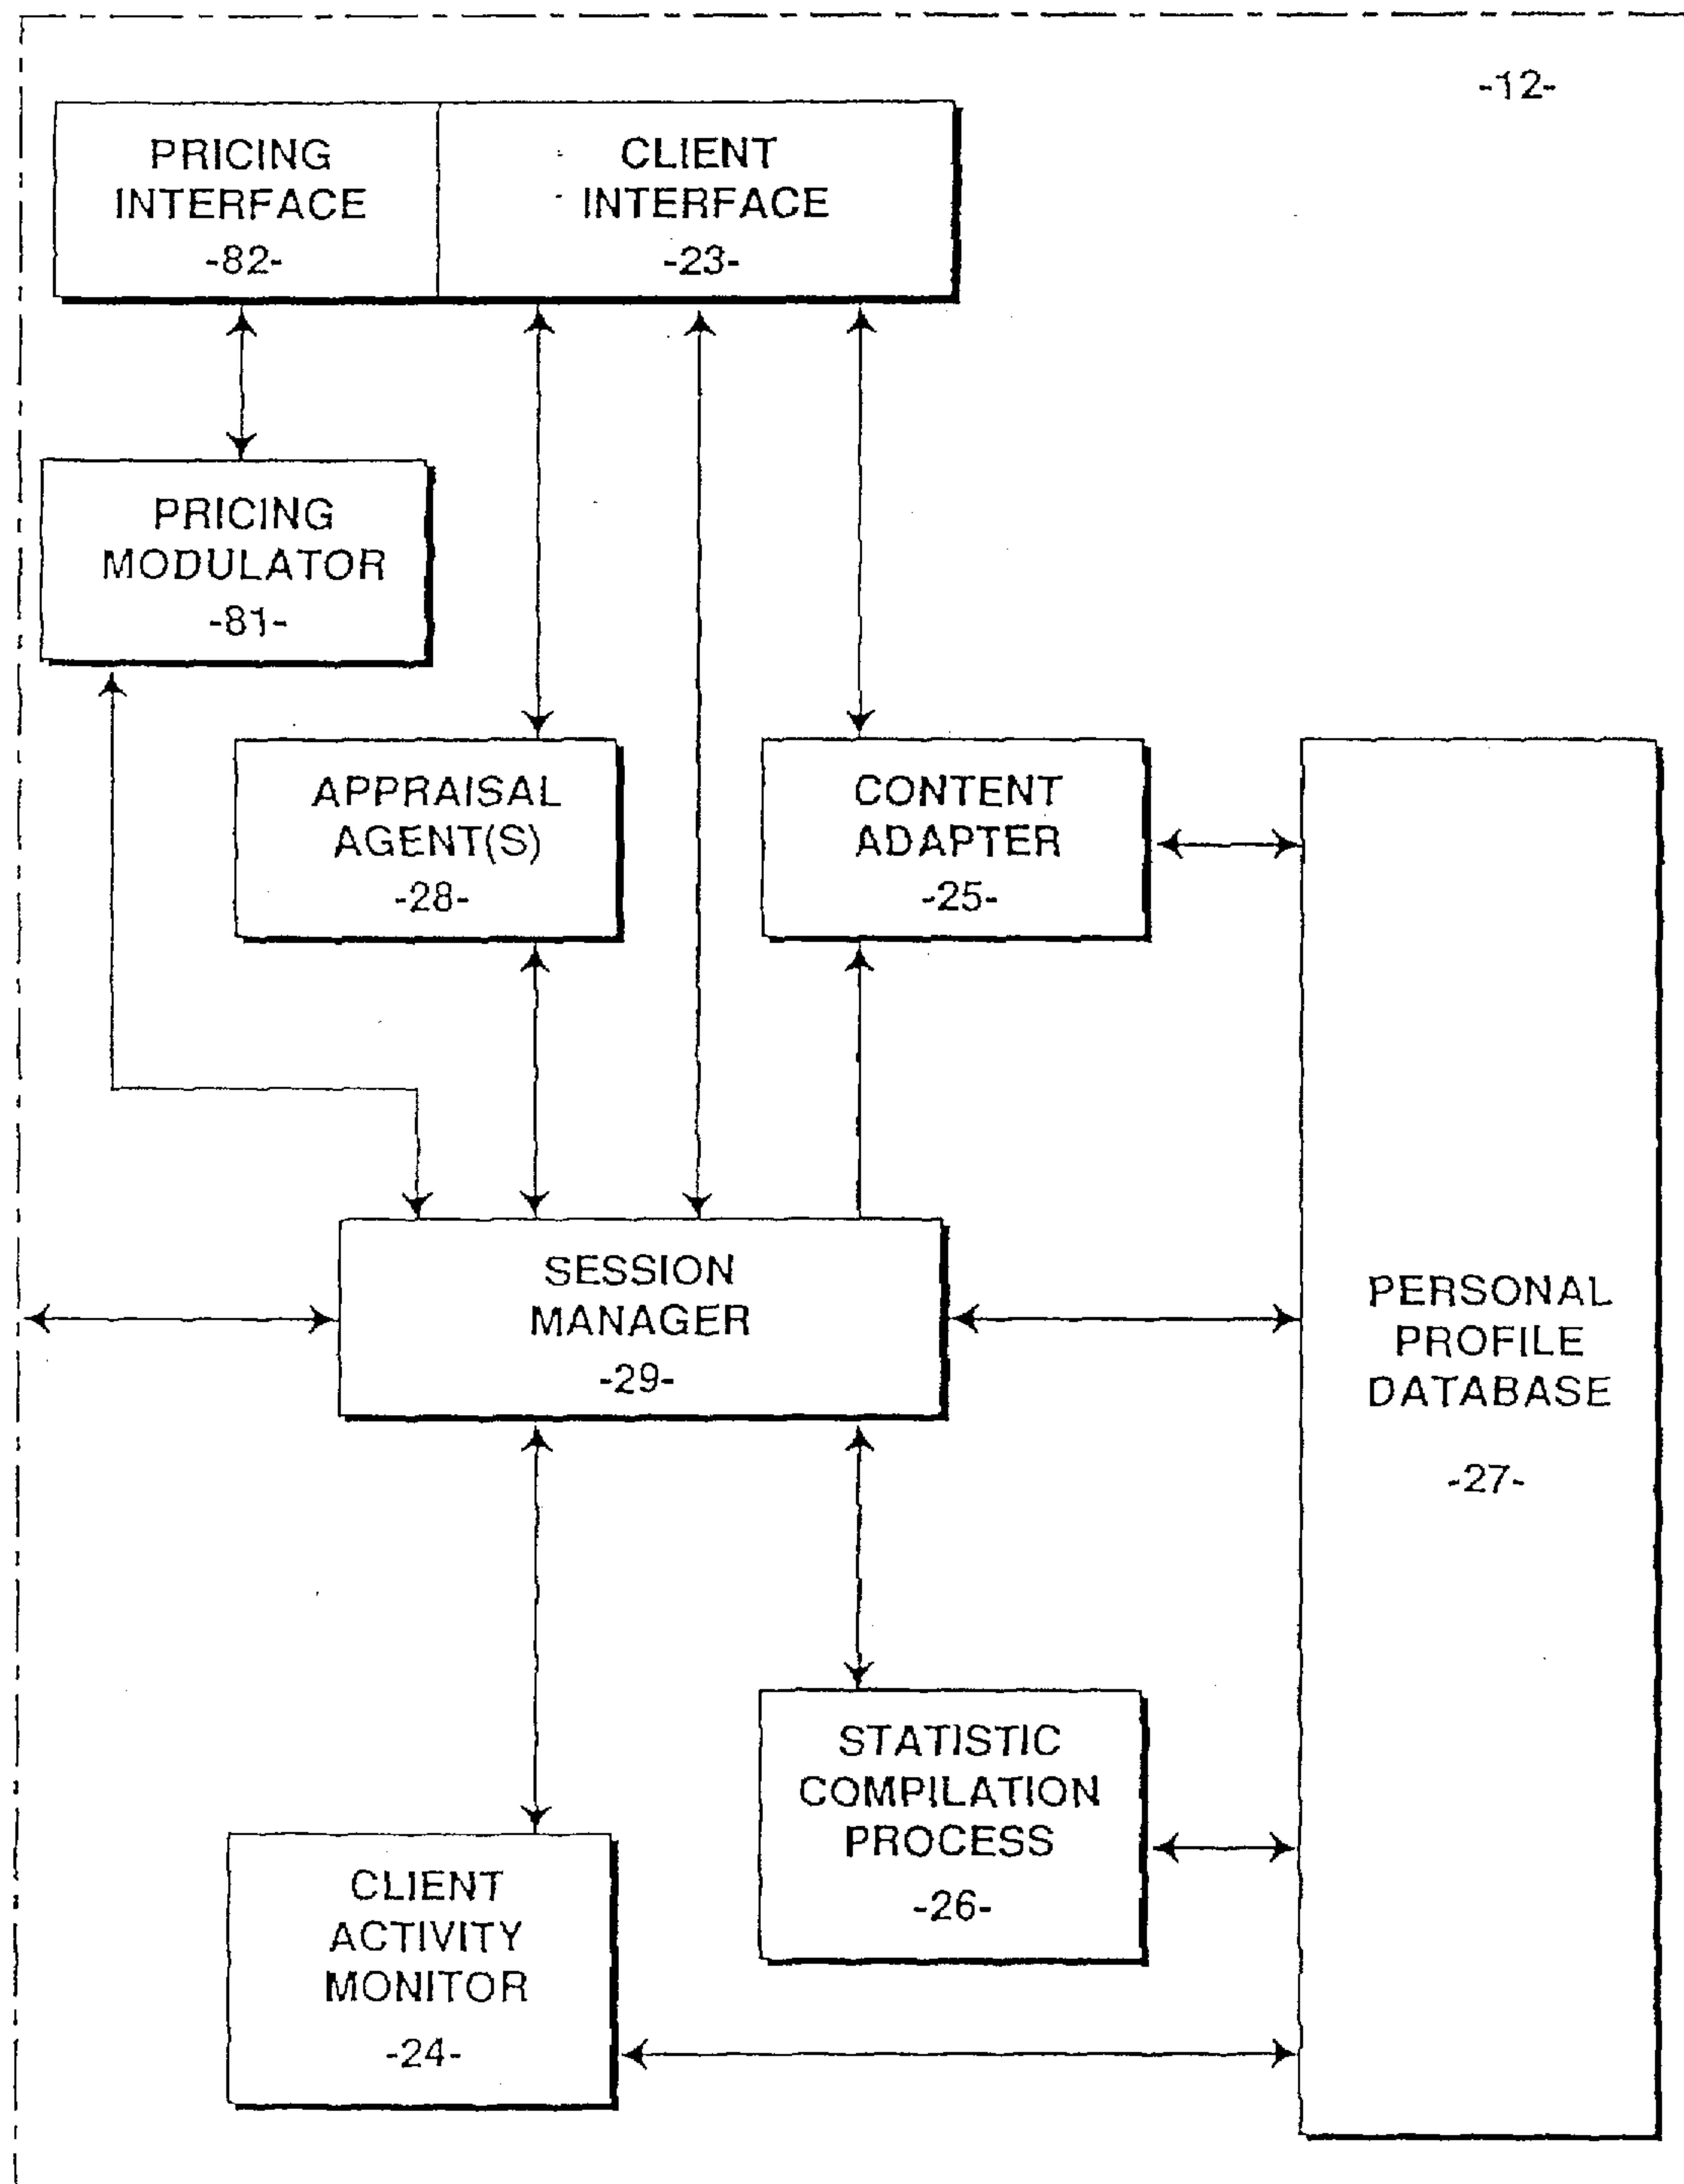 -12-
PRICING
INTERFACE
-82-
CLIENT
INTERFACE
-23-
PRICING
MODULATOR
-81-
APPRAISAL
AGENT(S)
-28-
CONTENT
ADAPTER
-25-
SESSION
MANAGER
-29-
PERSONAL
PROFILE
DATABASE
-27-
STATISTIC
COMPILATION
PROCESS
-26-
CLIENT
ACTIVITY
MONITOR
-24-